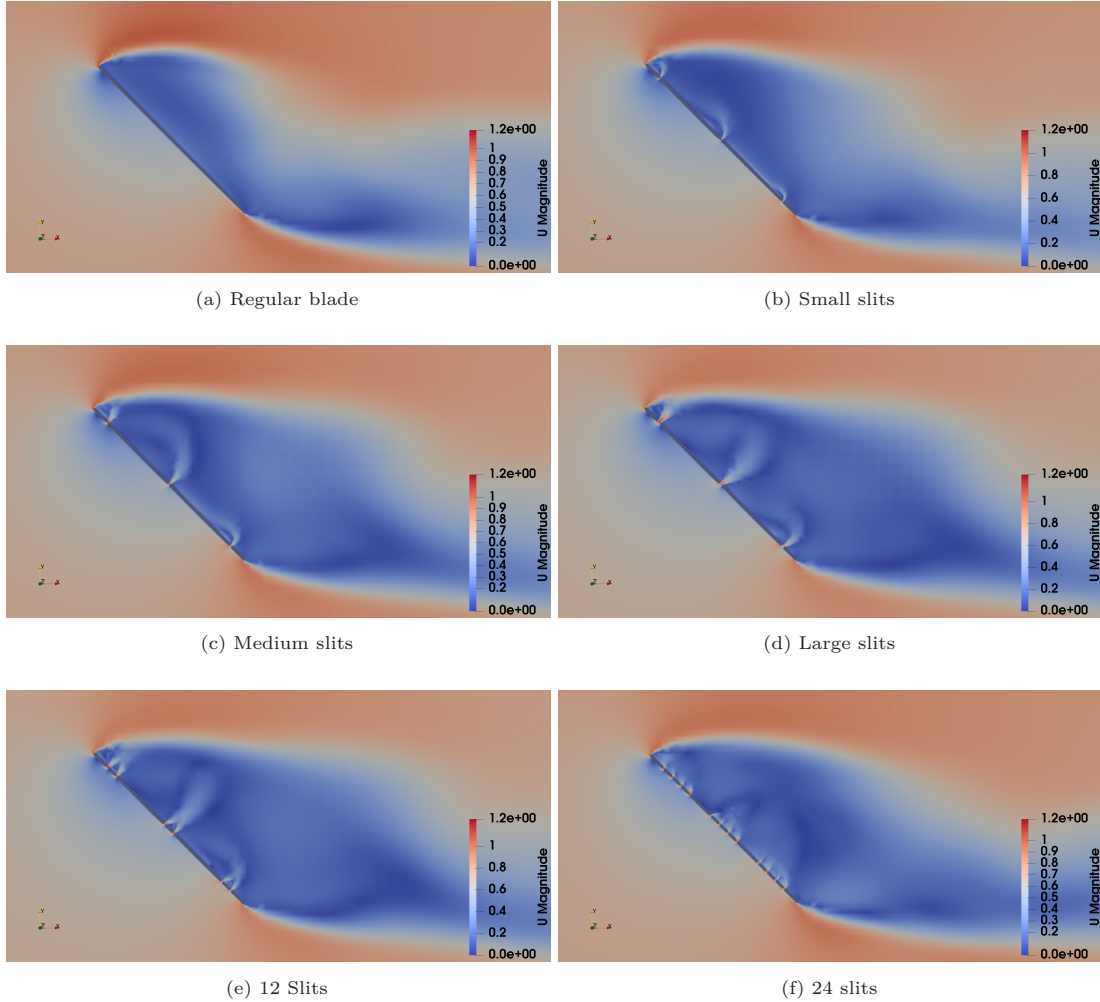 1.2e+00
1
0.9
0.8
0.7
0.6
0.5
0.4
0.3
0.2
0.0e+00
U Magnitude
Y
Z
X
(a) Regular blade
1.2e+00
1
0.8
0.6
0.4
0.2
0.0e+00
U Magnitude
Y
Z
X
(b) Small slits
1.2e+00
1
0.9
0.8
0.7
0.6
0.5
0.4
0.3
0.2
0.0e+00
U Magnitude
Y
Z
X
(c) Medium slits
1.2e+00
1
0.8
0.6
0.4
0.2
0.0e+00
U Magnitude
Y
Z
X
(d) Large slits
1.2e+00
1
0.8
0.6
0.4
0.2
0.0e+00
U Magnitude
Y
Z
X
(e) 12 Slits
1.2e+00
1
0.9
0.8
0.7
0.6
0.5
0.4
0.3
0.2
0.0e+00
U Magnitude
Y
Z
X
(f) 24 slits